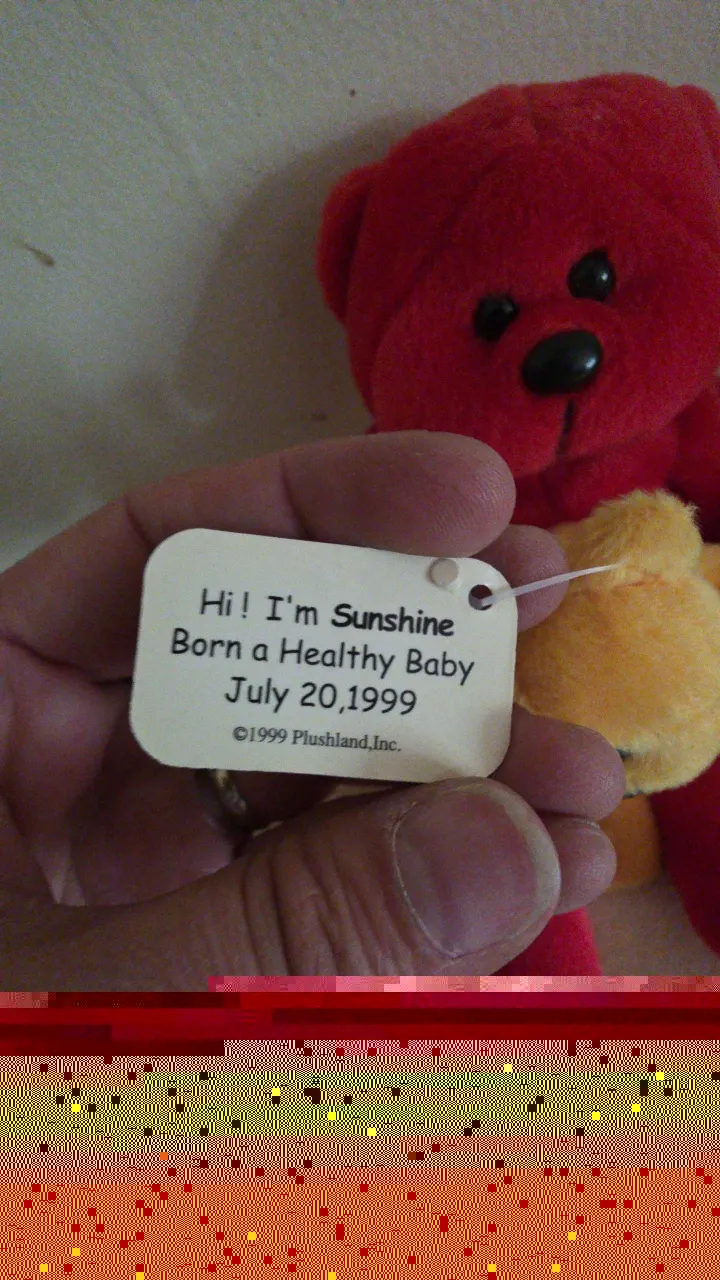 Hi ! I'm Sunshine
Born a Healthy Baby
July 20,1999
©1999 Plushland,Inc.